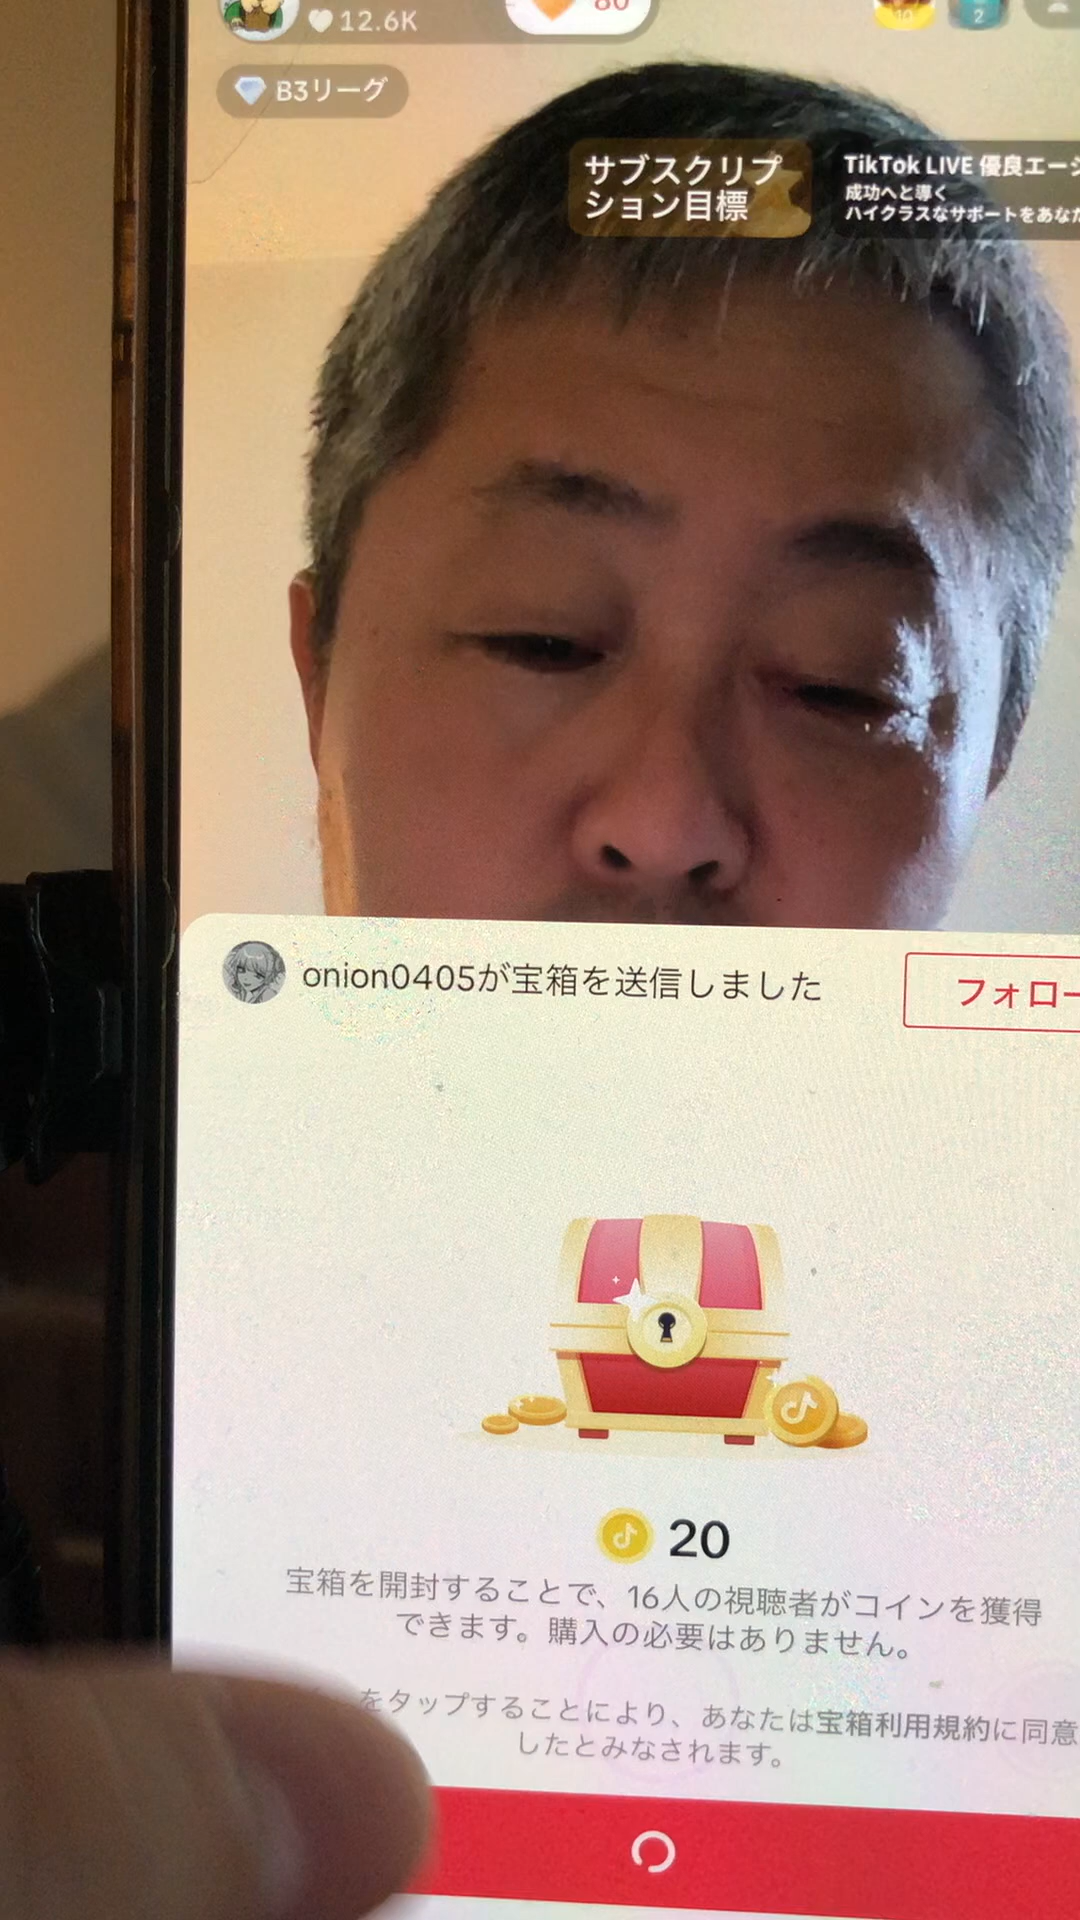 12.6K
80
10
2
B3リーグ
サブスクリプ
ション目標
TikTok LIVE 優良エージ
成功へと導く
ハイクラスなサポートをあなた
onion0405が宝箱を送信しました
フォロー
20
宝箱を開封することで、16人の視聴者がコインを獲得
できます。購入の必要はありません。
をタップすることにより、あなたは宝箱利用規約に同意
したとみなされます。